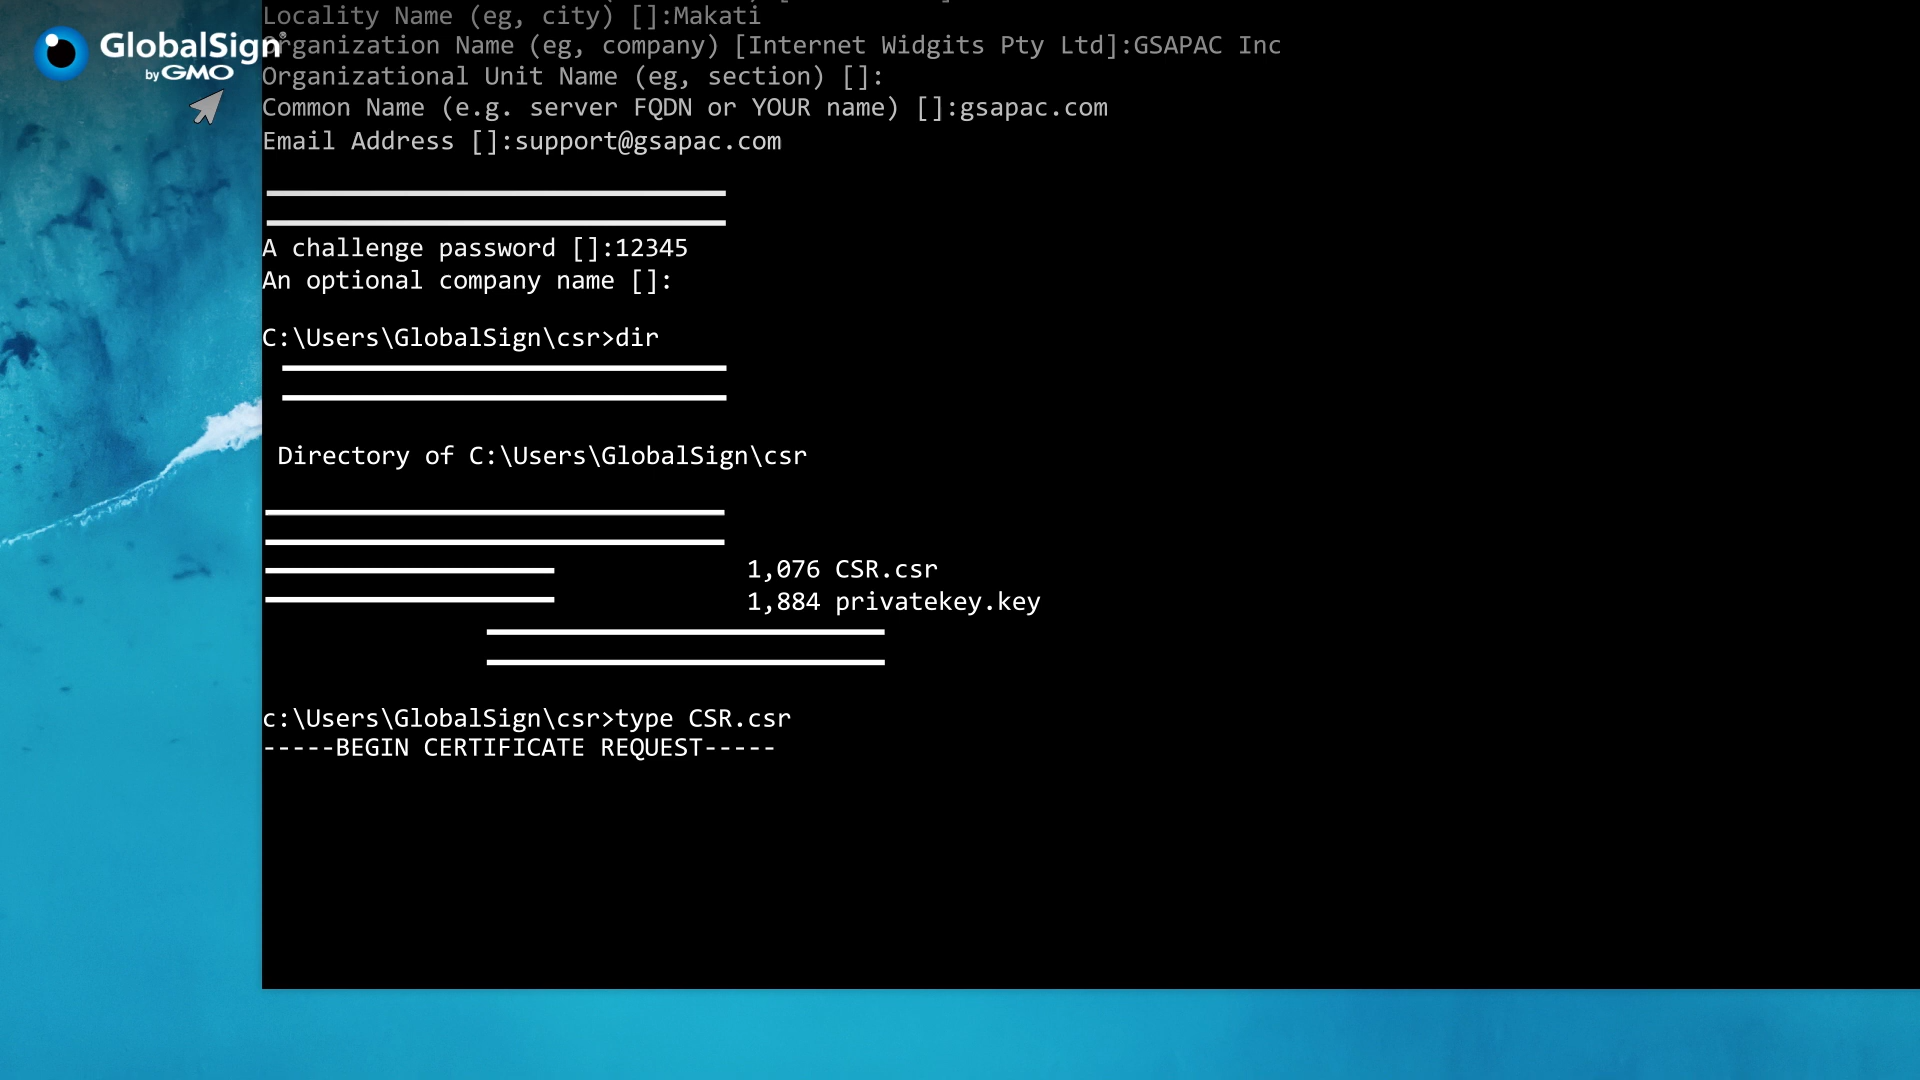 Locality Name (eg, city) []:Makati
GlobalSign
by GMO
Organization Name (eg, company) [Internet Widgits Pty Ltd]:GSAPAC Inc
Organizational Unit Name (eg, section) []:
Common Name (e.g. server FQDN or YOUR name) []:gsapac.com
Email Address []:support@gsapac.com
A challenge password []:12345
An optional company name []:
C:\Users\GlobalSign\csr>dir
Directory of C:\Users\GlobalSign\csr
1,076 CSR.csr
1,884 privatekey.key
c:\Users\GlobalSign\csr>type CSR.csr
-----BEGIN CERTIFICATE REQUEST-----